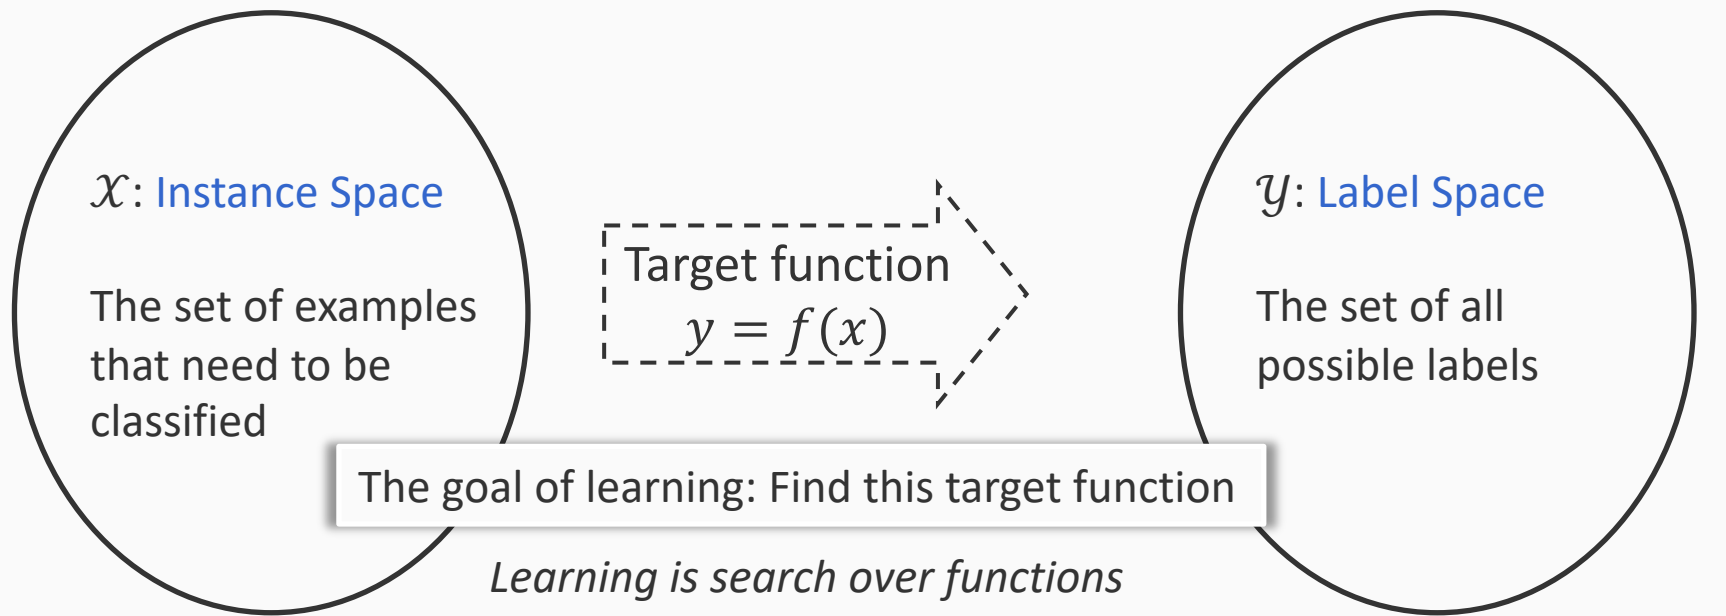 𝒳: Instance Space
The set of examples
that need to be
classified
Target function
y = f(x)
𝒴: Label Space
The set of all
possible labels
The goal of learning: Find this target function
Learning is search over functions